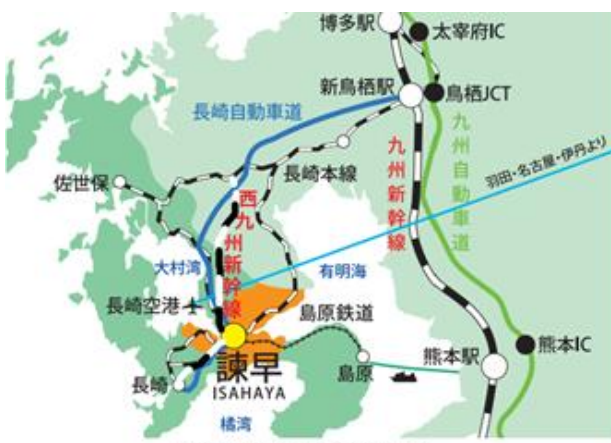 博多駅
太宰府IC
新鳥栖駅
鳥栖JCT
長崎自動車道
九州新幹線
九州自動車道
羽田・名古屋・伊丹より
長崎本線
佐世保
西九州新幹線
大村湾
有明海
長崎空港
島原鉄道
諫早
ISAHAYA
島原
熊本駅
熊本IC
長崎
橘湾